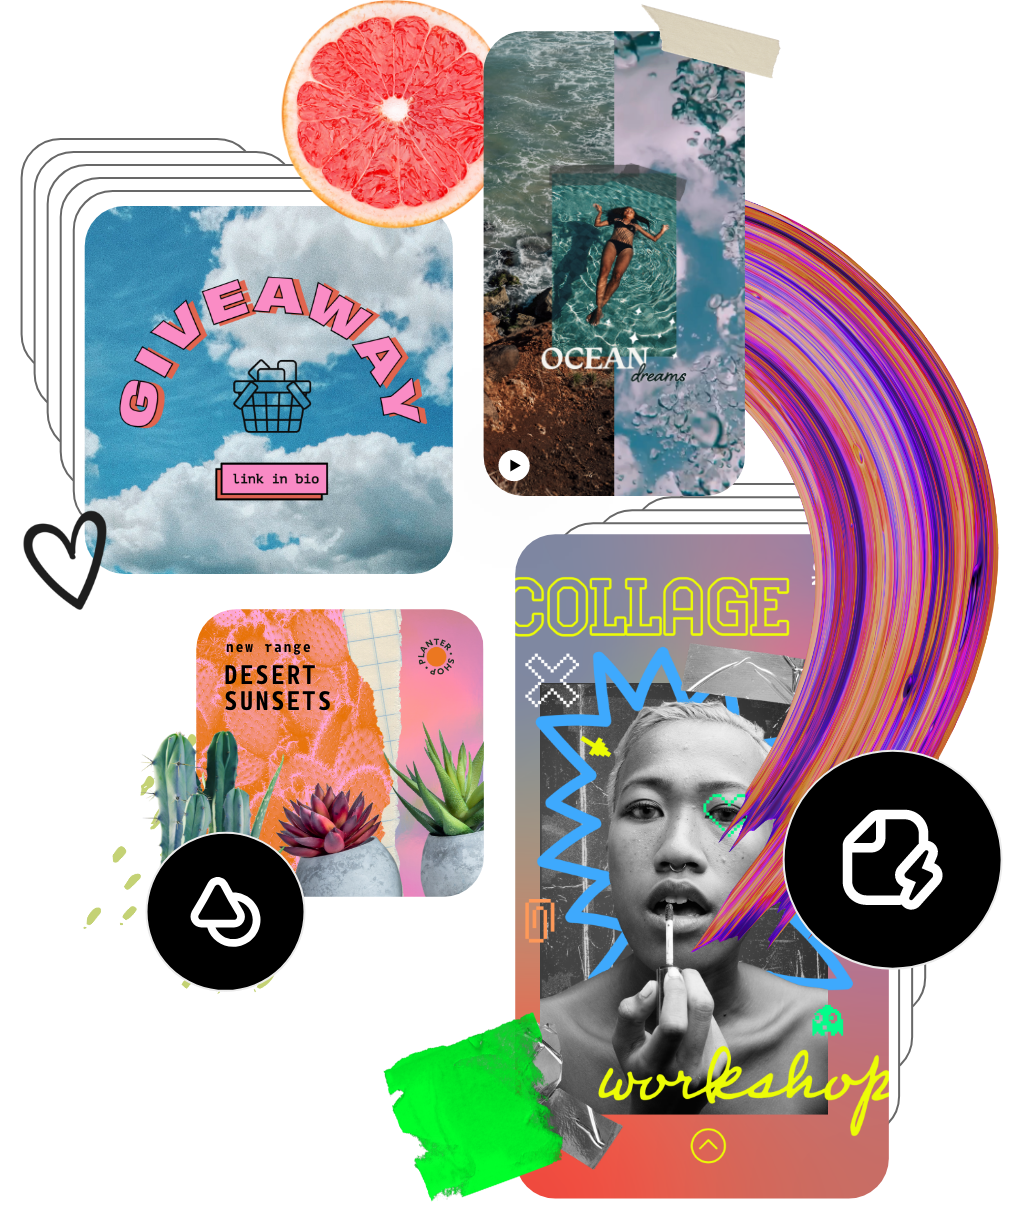 GIVEAWAY
link in bio
OCEAN
dreams
new range
DESERT
SUNSETS
PLANTER • SHOP •
COLLAGE
workshop